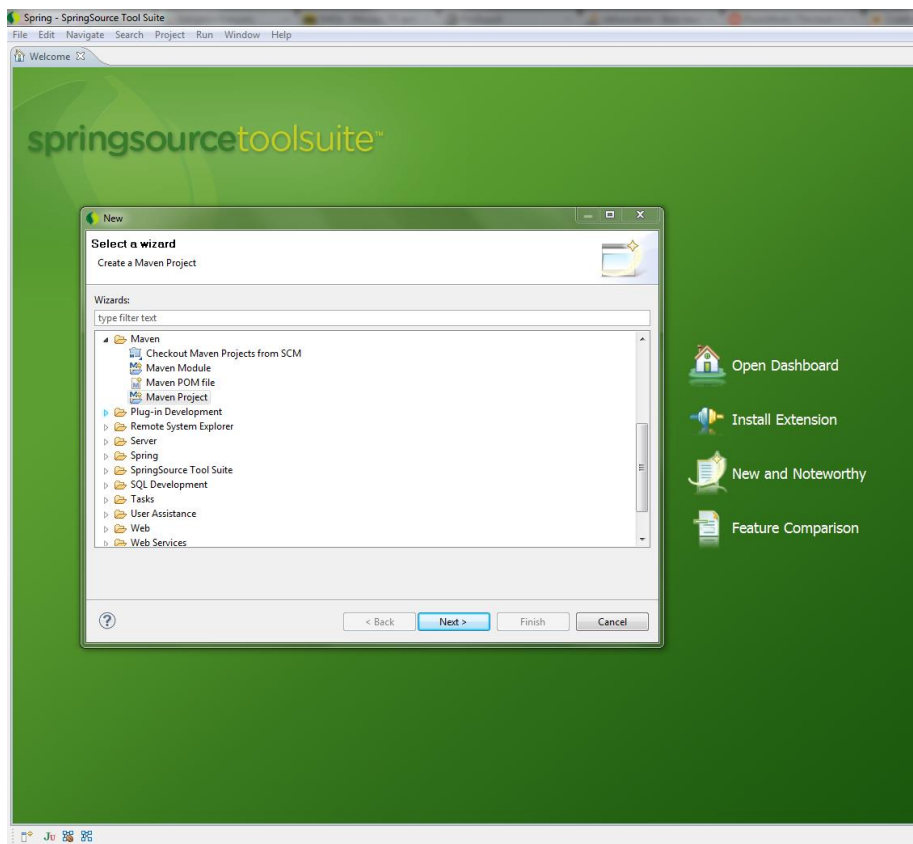 Spring - SpringSource Tool Suite
File Edit Navigate Search Project Run Window Help
Welcome
springsourcetoolsuite™
New
Select a wizard
Create a Maven Project
Wizards:
type filter text
Maven
Checkout Maven Projects from SCM
Maven Module
Maven POM file
Maven Project
Plug-in Development
Remote System Explorer
Server
Spring
SpringSource Tool Suite
SQL Development
Tasks
User Assistance
Web
Web Services
< Back Next > Finish Cancel
Open Dashboard
Install Extension
New and Noteworthy
Feature Comparison
Ju